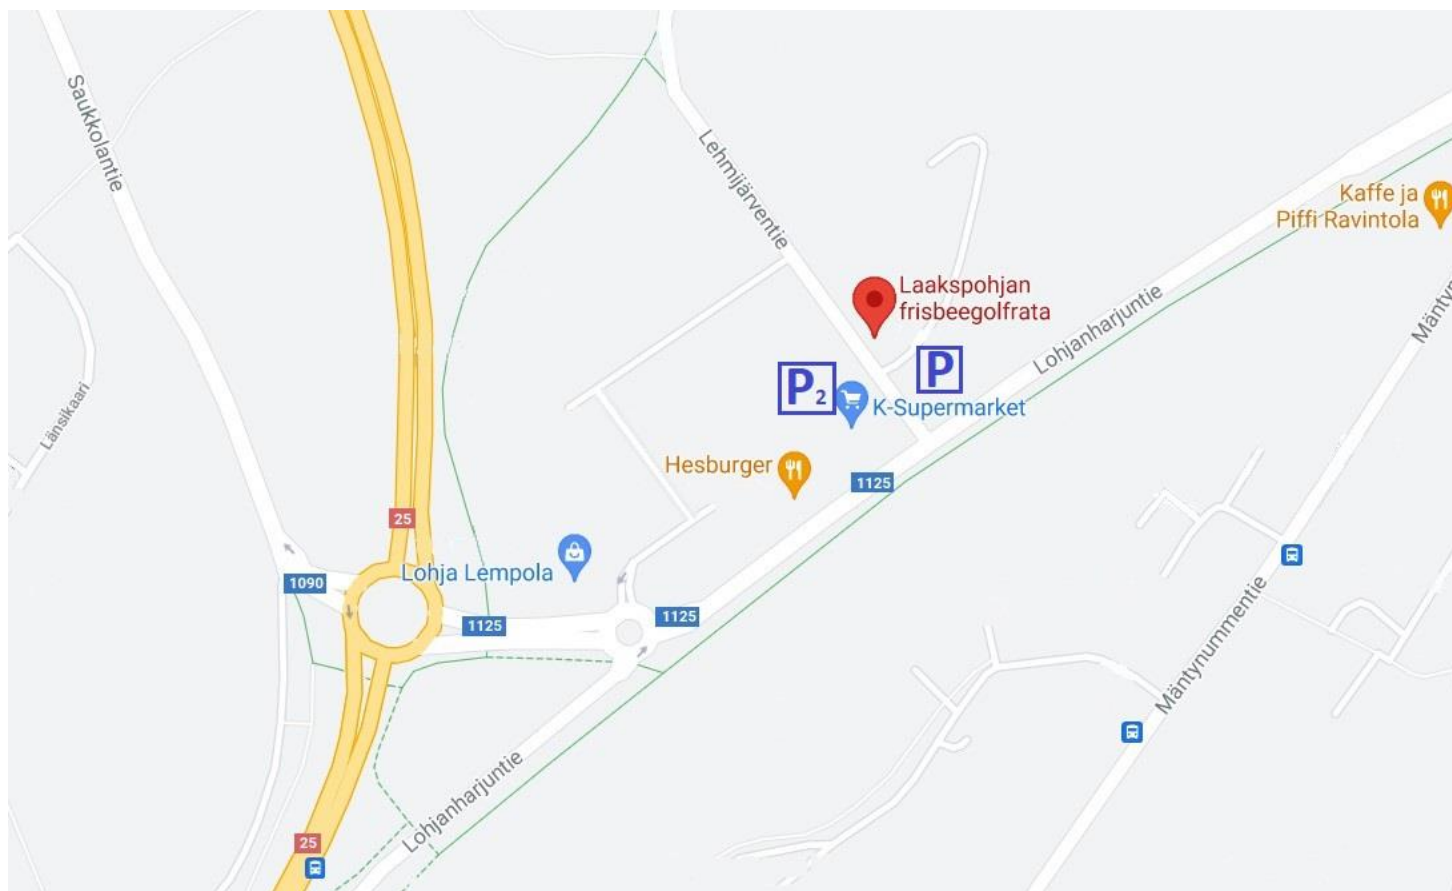 Saukkolantie
Lehmijärventie
Kaffe ja
Piffi Ravintola
Laakspohjan
frisbeegolfrata
Lohjanharjuntie
Mäntynu
P
P2
K-Supermarket
Länsikaari
Hesburger
1125
25
Lohja Lempola
1090
1125
1125
Mäntynummentie
Lohjanharjuntie
25